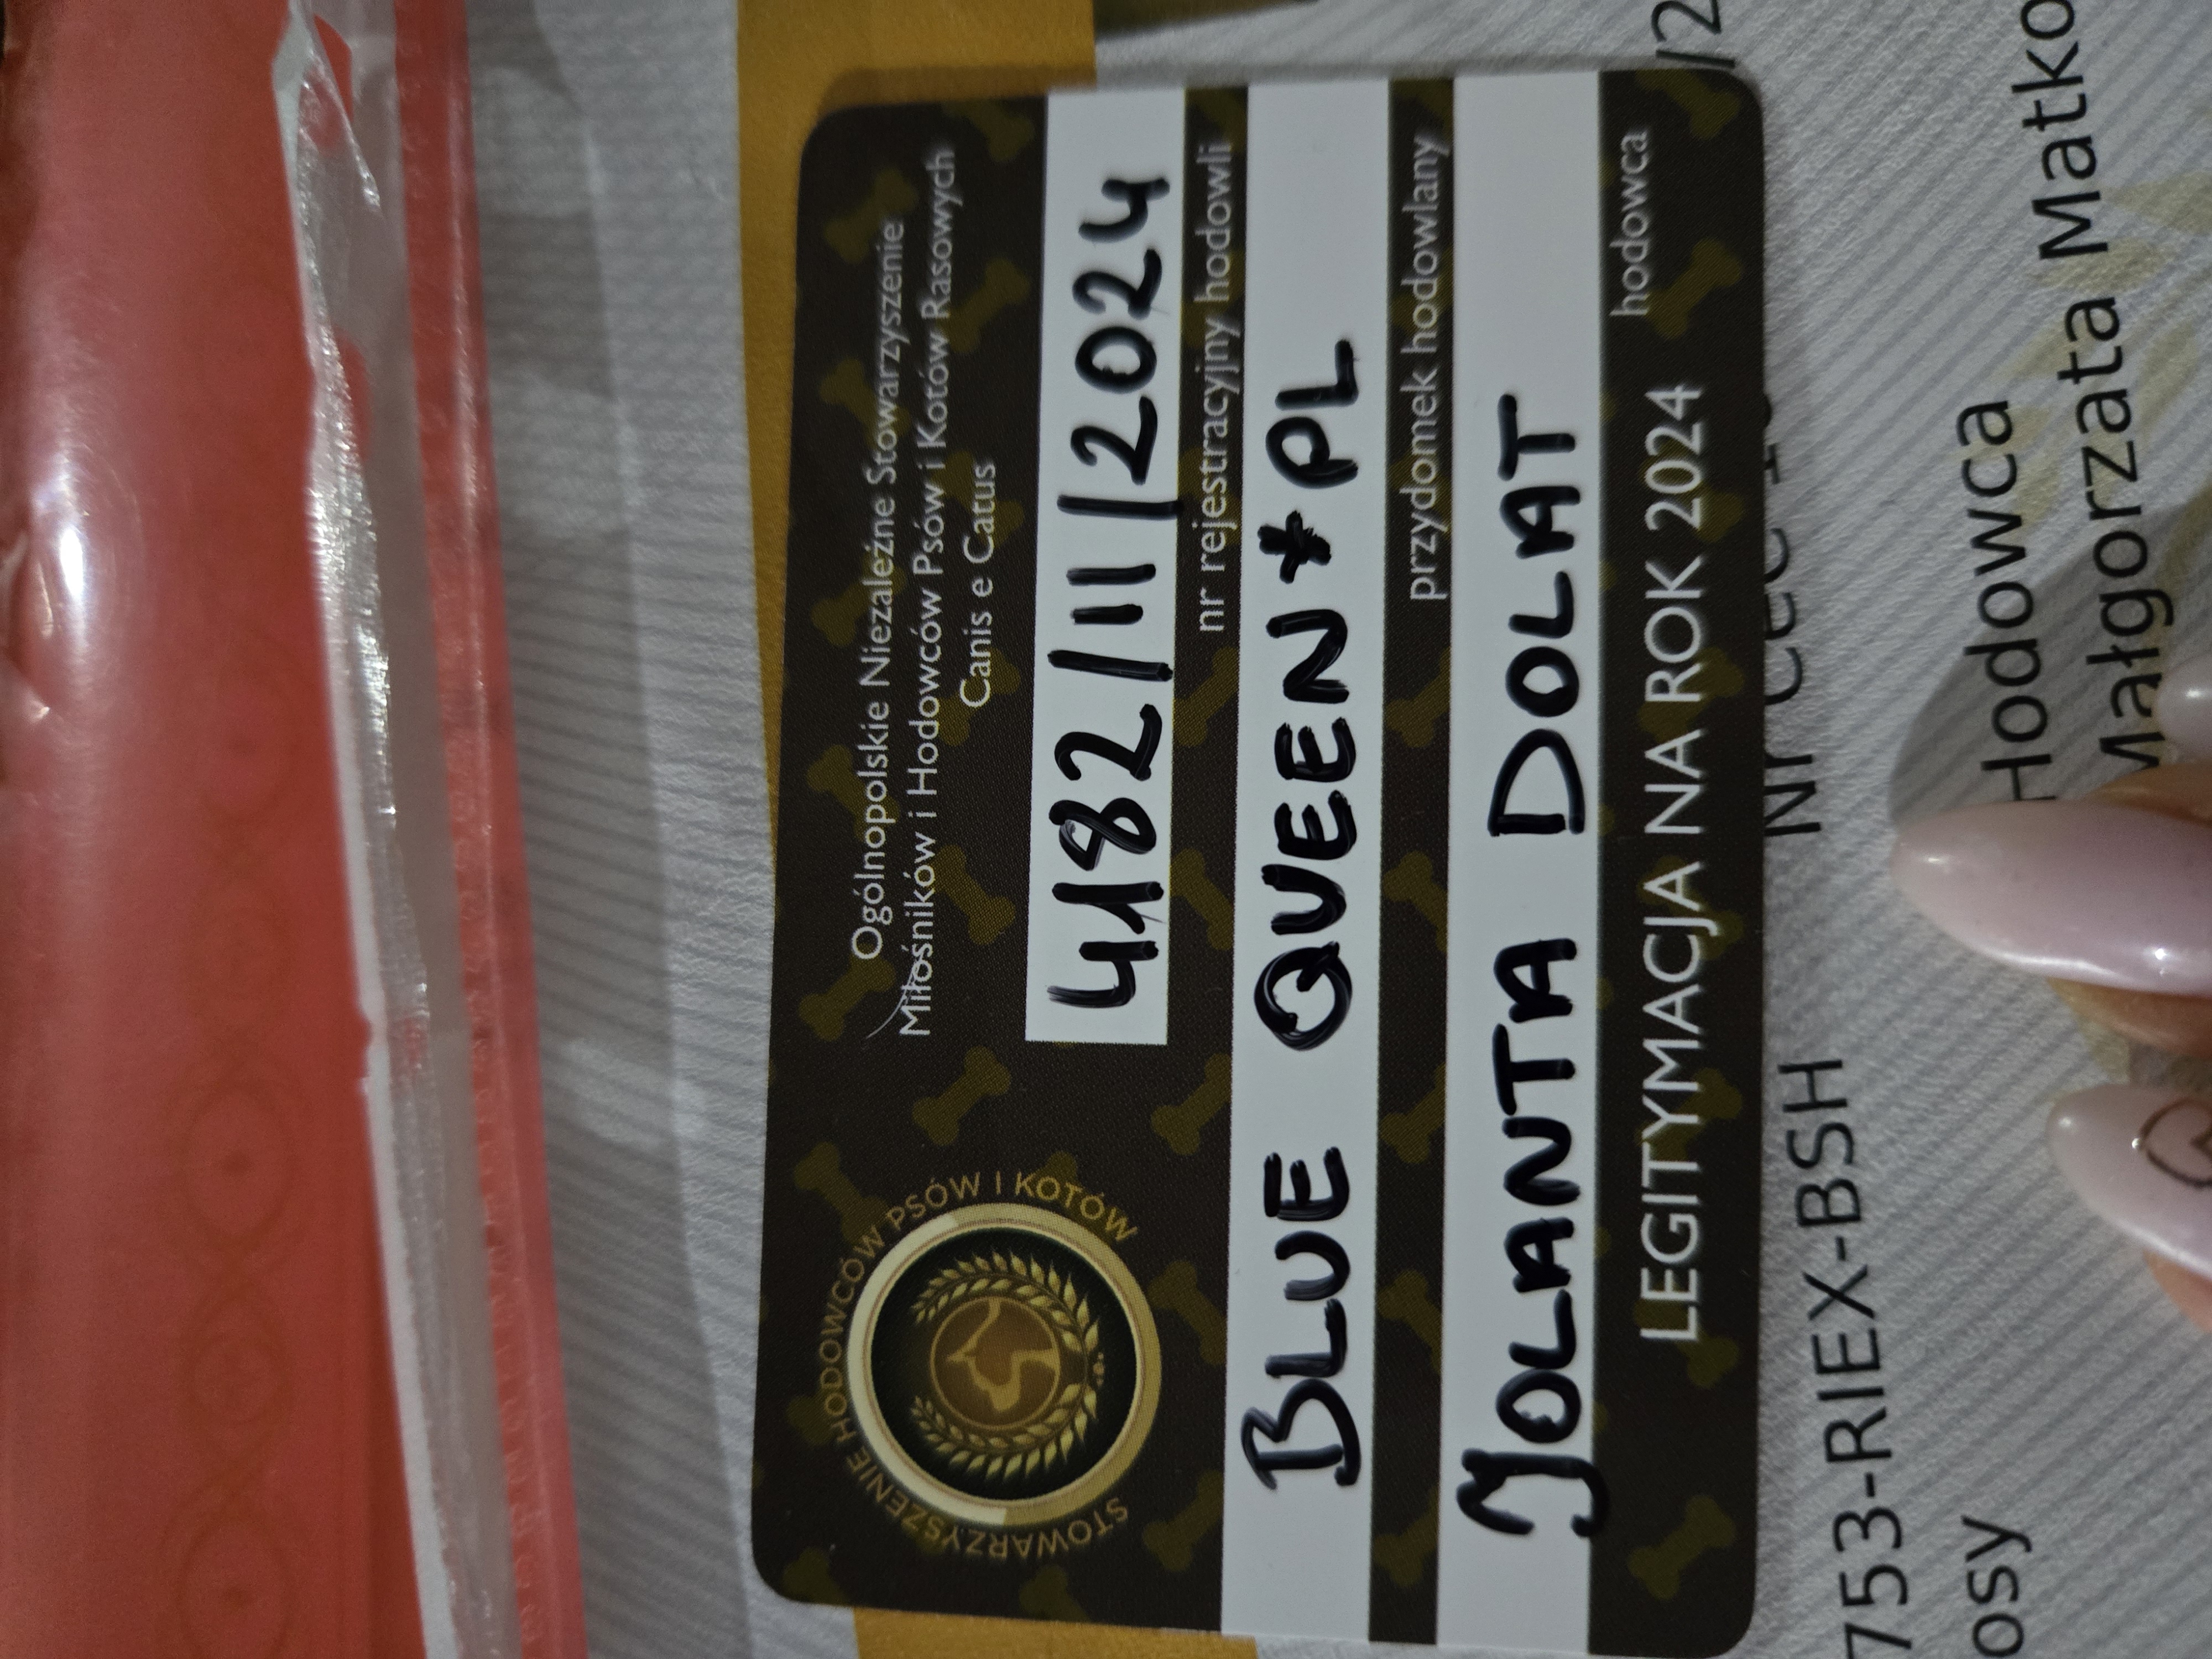 STOWARZYSZENIE HODOWCÓW PSÓW I KOTÓW
Ogólnopolskie Niezależne Stowarzyszenie
Miłośników i Hodowców Psów i Kotów Rasowych
Canis e Catus
4182/III/2024
nr rejestracyjny hodowli
BLUE QUEEN*PL
przydomek hodowlany
JOLANTA DOLAT
hodowca
LEGITYMACJA NA ROK 2024
753-RIEX-BSH
osy
Hodowca
Małgorzata Matko